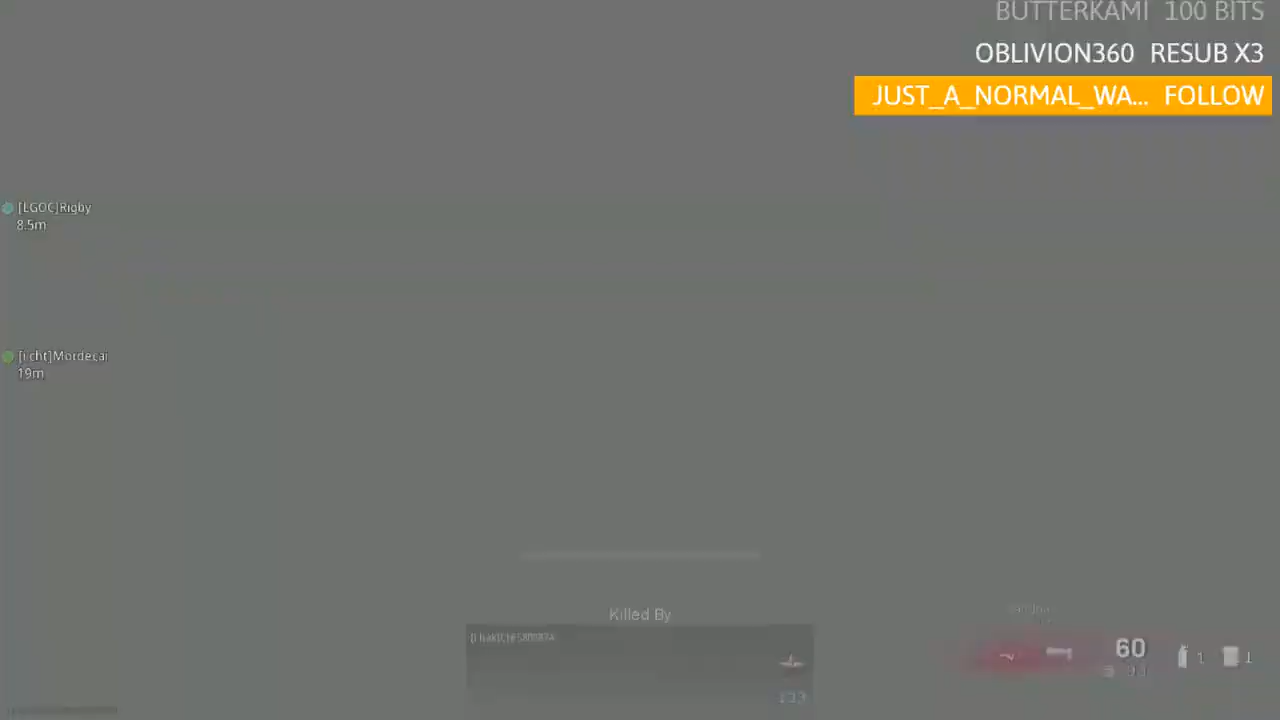 BUTTERKAMI 100 BITS
OBLIVION360 RESUB X3
JUST_A_NORMAL_WA... FOLLOW
[LGOC]Rigby
8.5m
[i cht]Mordecai
19m
Killed By
60
1 1